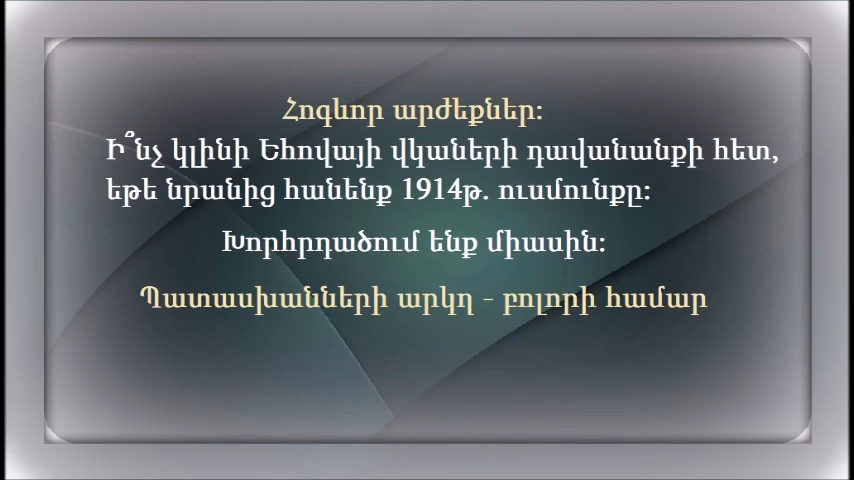 Հոգևոր արժեքներ:
Ի՞նչ կլինի Եհովայի վկաների դավանանքի հետ,
եթե նրանից հանենք 1914թ. ուսմունքը:
Խորհրդածում ենք միասին:
Պատասխանների արկղ - բոլորի համար